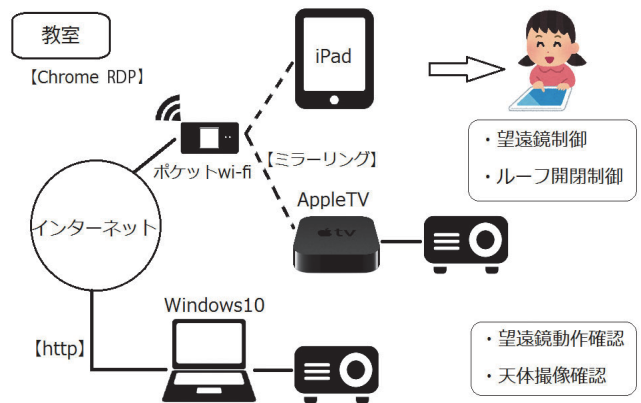 教室
【Chrome RDP】
iPad
ポケットwi-fi
【ミラーリング】
・望遠鏡制御
・ルーフ開閉制御
AppleTV
tv
インターネット
Windows10
【http】
・望遠鏡動作確認
・天体撮像確認